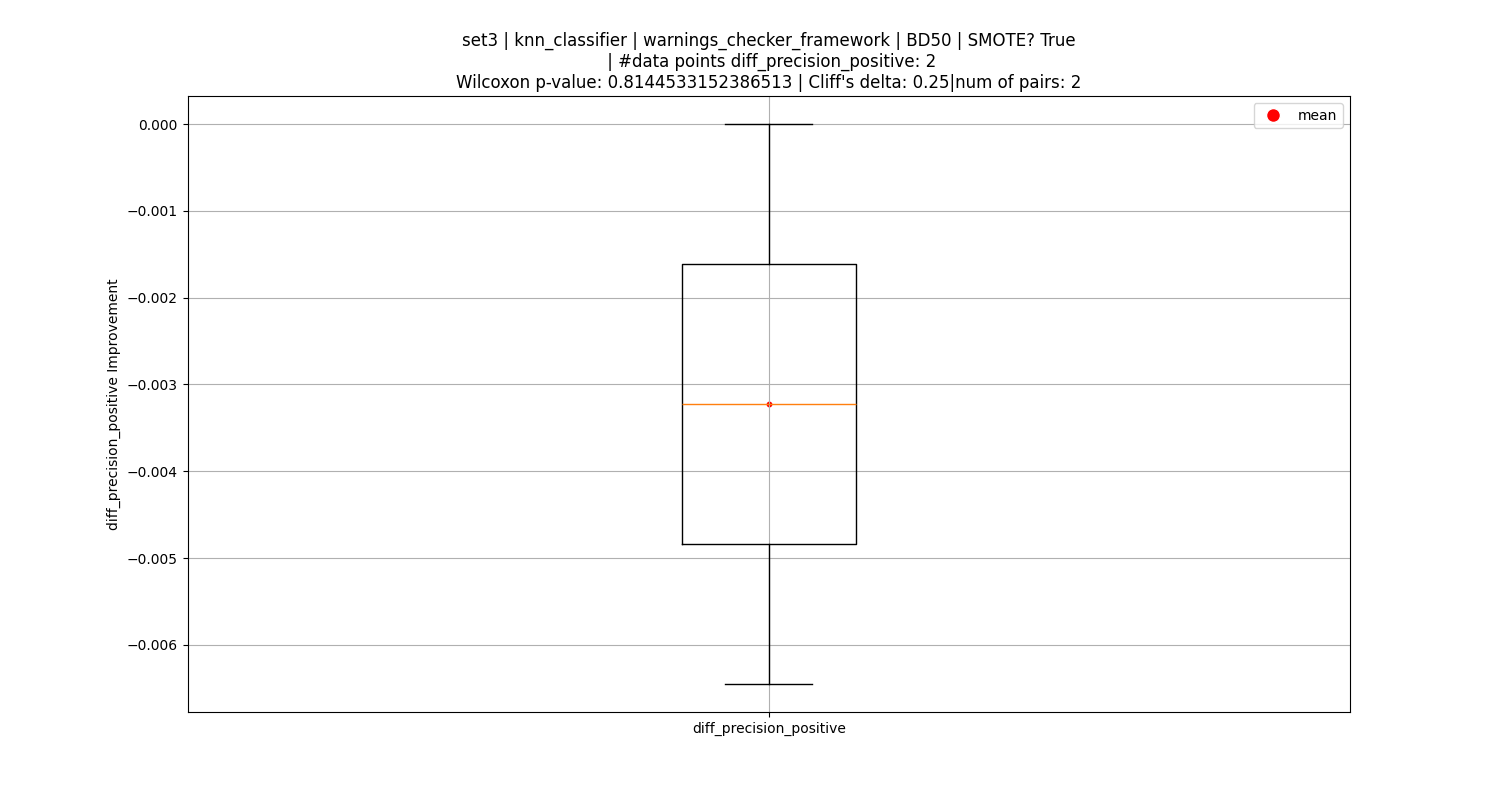 set3 | knn_classifier | warnings_checker_framework | BD50 | SMOTE? True
| #data points diff_precision_positive: 2
Wilcoxon p-value: 0.8144533152386513 | Cliff's delta: 0.25|num of pairs: 2
mean
0.000
−0.001
−0.002
−0.003
−0.004
−0.005
−0.006
diff_precision_positive Improvement
diff_precision_positive